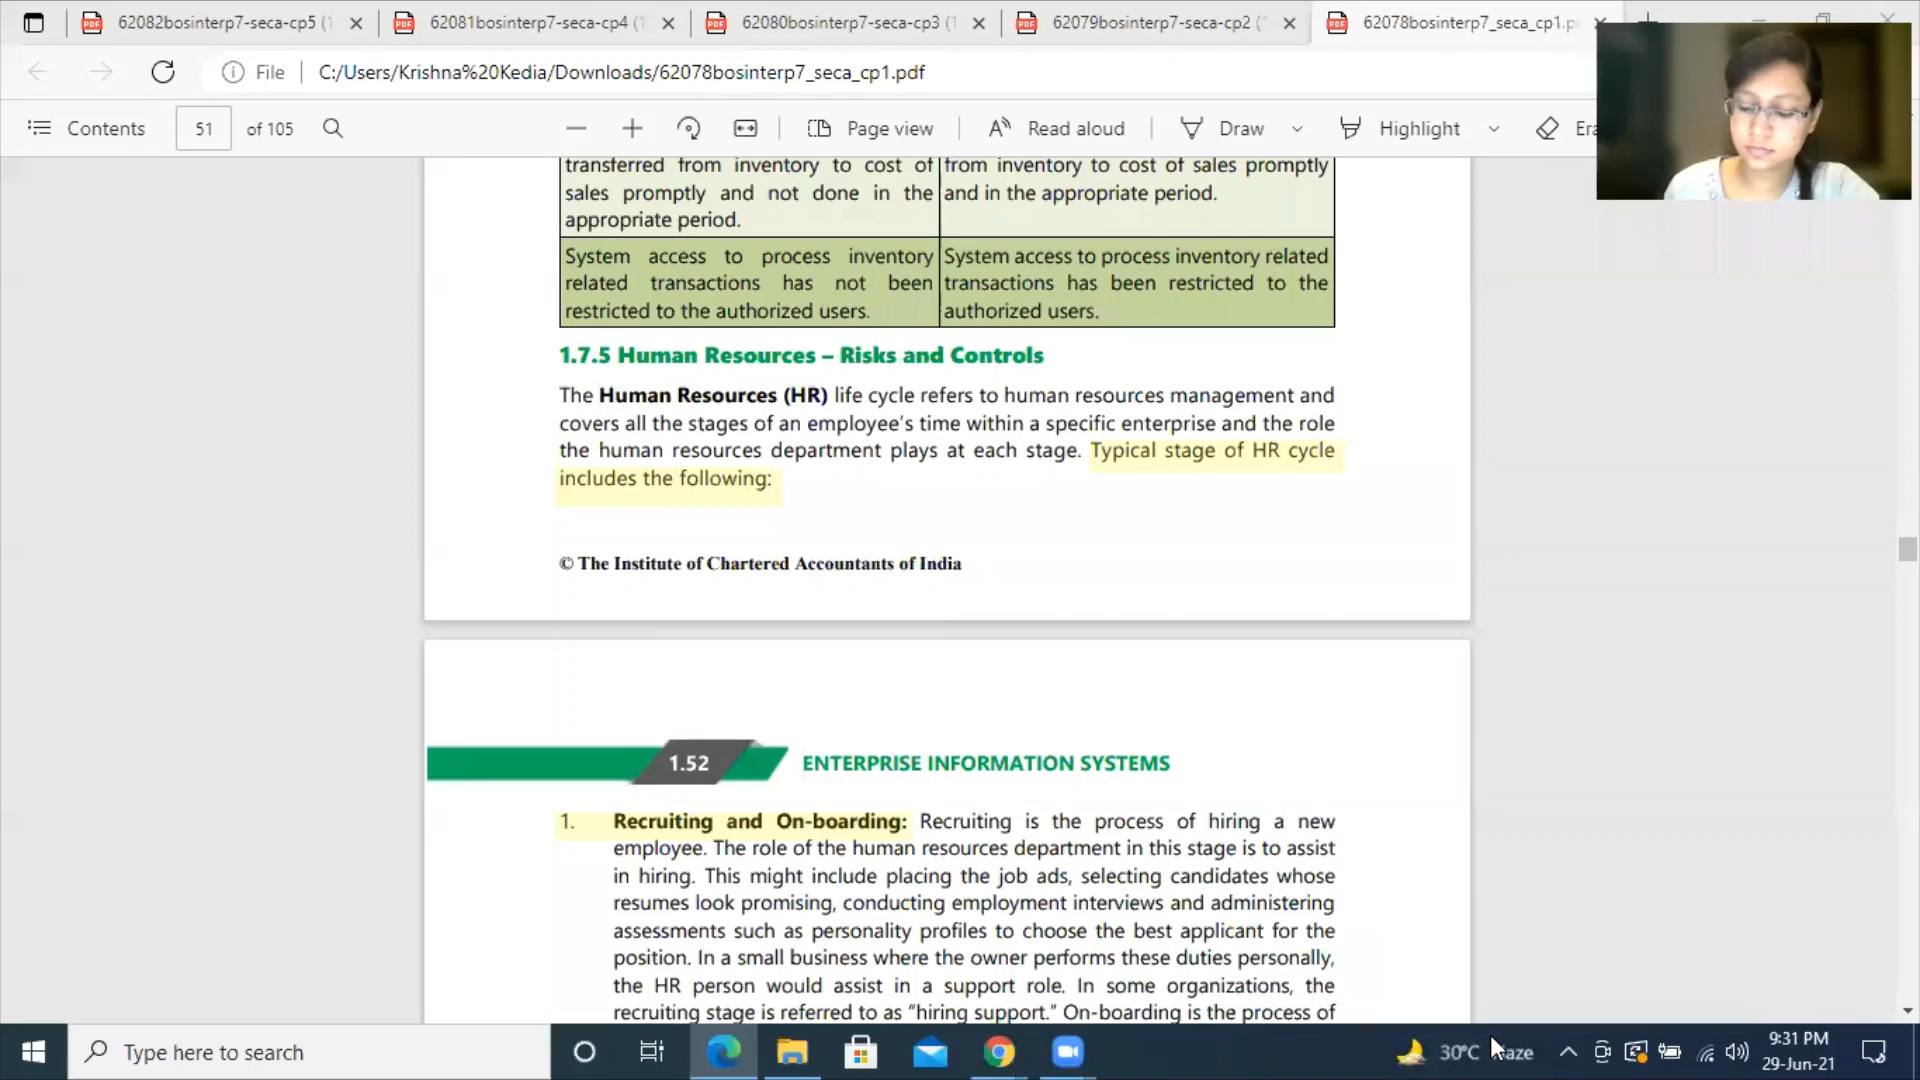 62082bosinterp7-seca-cp5 (1
62081bosinterp7-seca-cp4 (1
62080bosinterp7-seca-cp3 (1
62079bosinterp7-seca-cp2 (
62078bosinterp7_seca_cp1.p
File
C:/Users/Krishna%20Kedia/Downloads/62078bosinterp7_seca_cp1.pdf
Contents
51
of 105
Page view
Read aloud
Draw
Highlight
Era
transferred from inventory to cost of
sales promptly and not done in the
appropriate period.
from inventory to cost of sales promptly
and in the appropriate period.
System access to process inventory
related transactions has not been
restricted to the authorized users.
System access to process inventory related
transactions has been restricted to the
authorized users.
1.7.5 Human Resources – Risks and Controls
The Human Resources (HR) life cycle refers to human resources management and
covers all the stages of an employee's time within a specific enterprise and the role
the human resources department plays at each stage. Typical stage of HR cycle
includes the following:
© The Institute of Chartered Accountants of India
1.52
ENTERPRISE INFORMATION SYSTEMS
1. Recruiting and On-boarding: Recruiting is the process of hiring a new
employee. The role of the human resources department in this stage is to assist
in hiring. This might include placing the job ads, selecting candidates whose
resumes look promising, conducting employment interviews and administering
assessments such as personality profiles to choose the best applicant for the
position. In a small business where the owner performs these duties personally,
the HR person would assist in a support role. In some organizations, the
recruiting stage is referred to as "hiring support." On-boarding is the process of
Type here to search
30°C
aze
9:31 PM
29-Jun-21